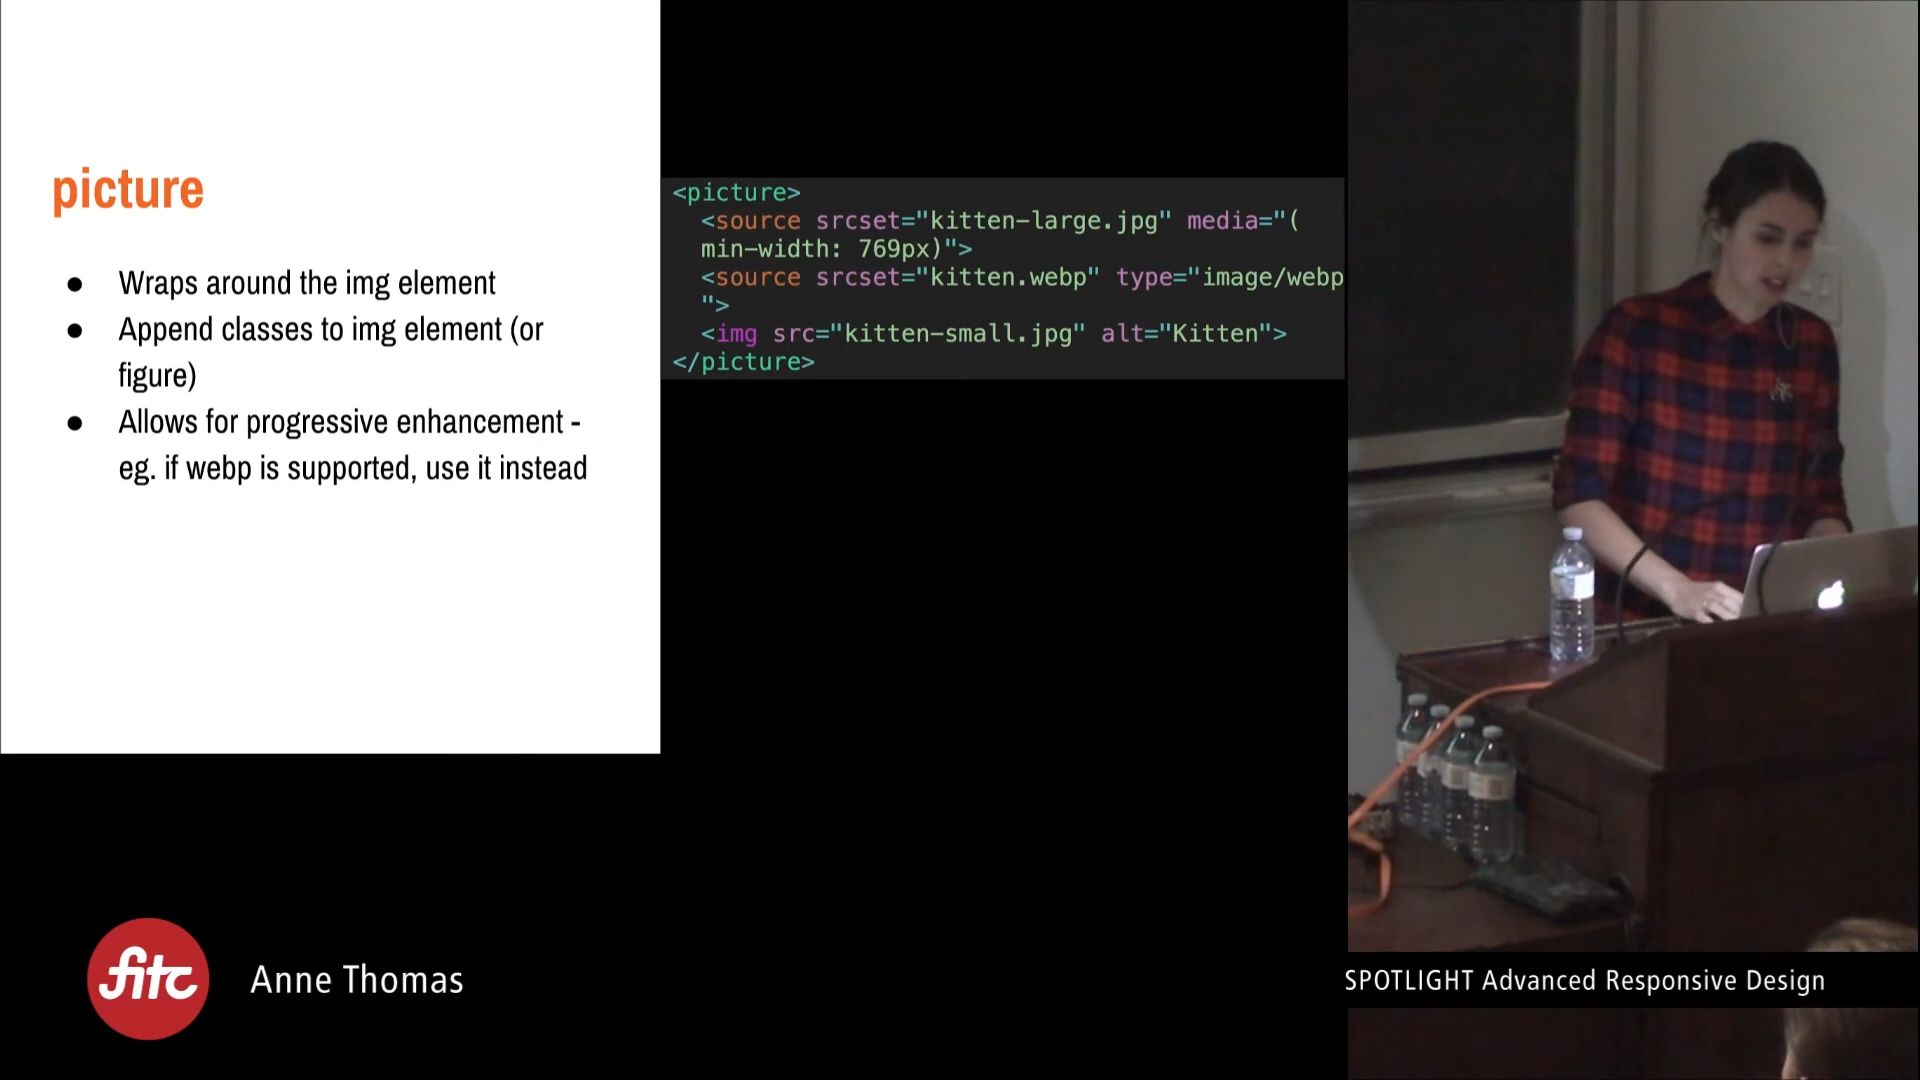 picture
● Wraps around the img element
● Append classes to img element (or
figure)
● Allows for progressive enhancement -
eg. if webp is supported, use it instead
<picture>
<source srcset="kitten-large.jpg" media="(
min-width: 769px)">
<source srcset="kitten.webp" type="image/webp
">
<img src="kitten-small.jpg" alt="Kitten">
</picture>
fitc
Anne Thomas
SPOTLIGHT Advanced Responsive Design